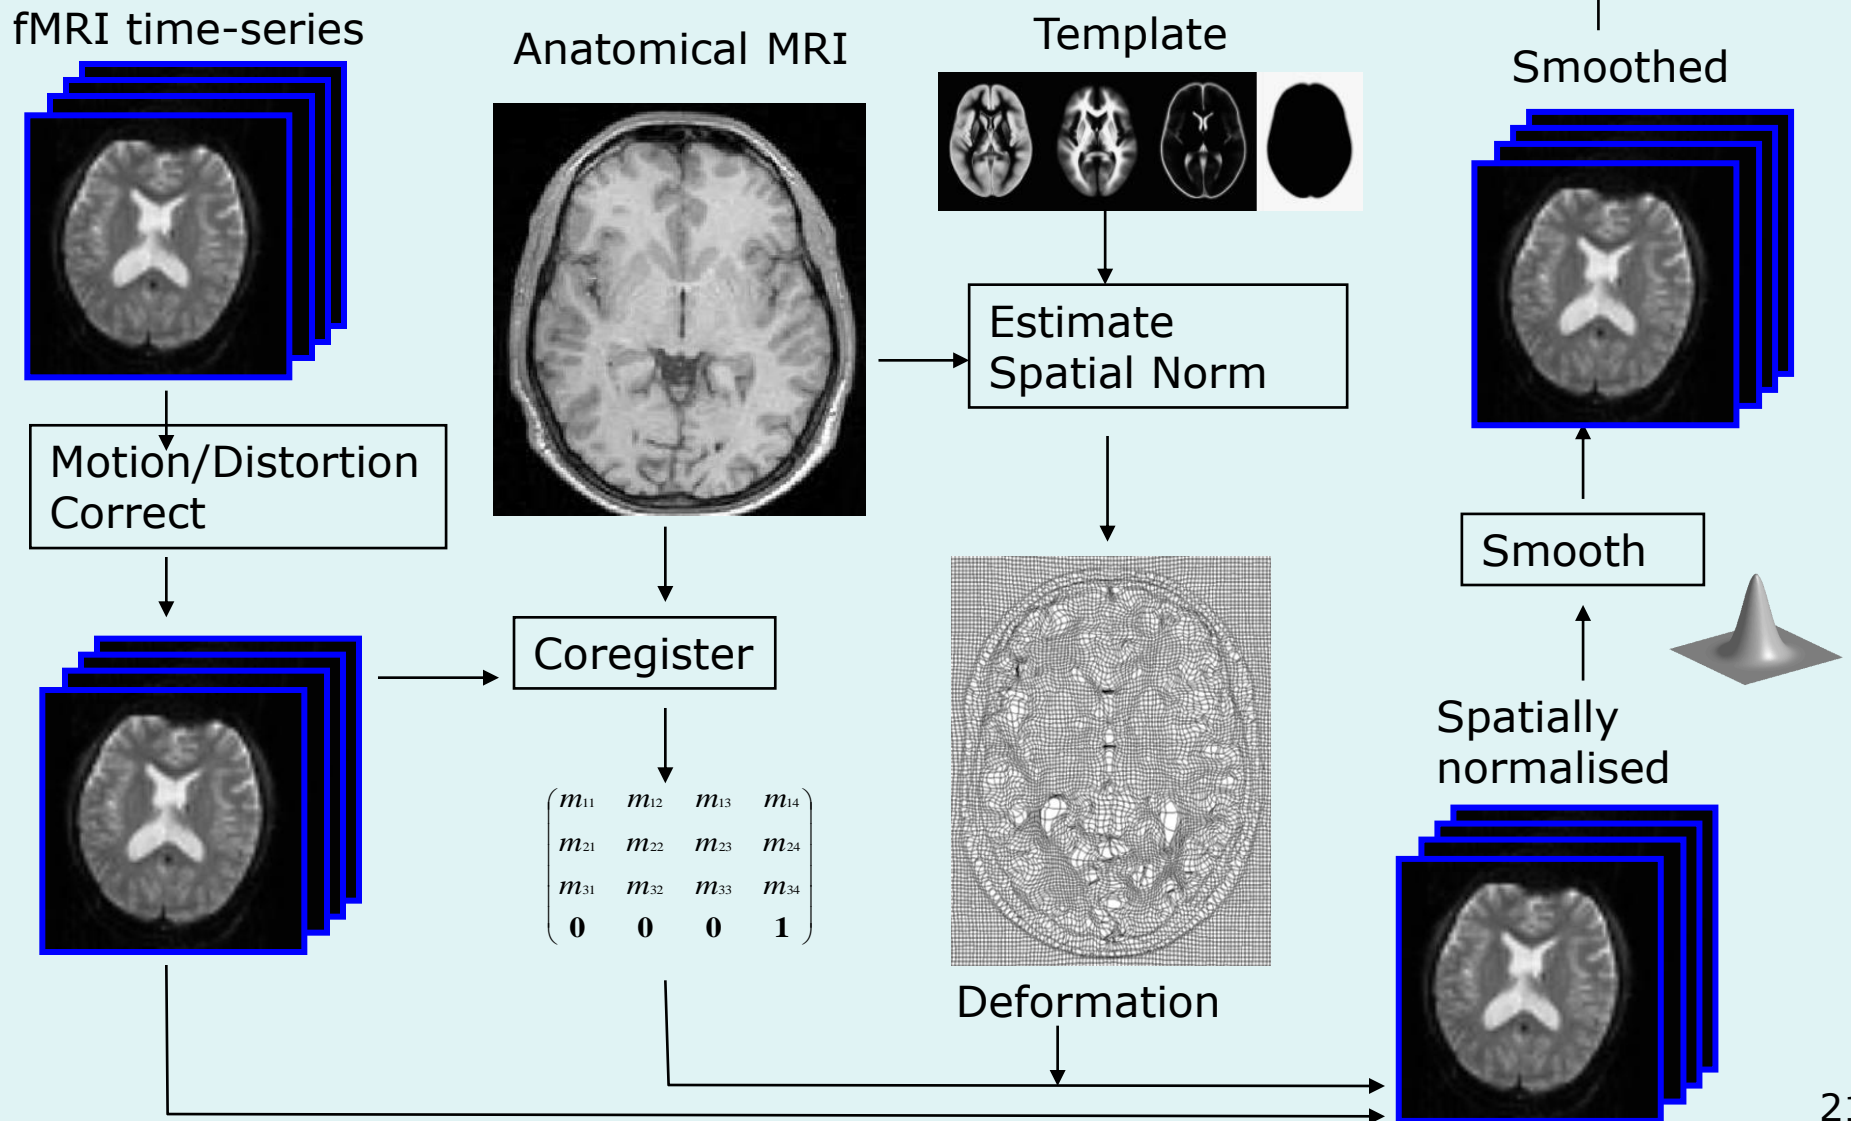 fMRI time-series
Anatomical MRI
Template
Smoothed
Motion/Distortion
Correct
Estimate
Spatial Norm
Coregister
Smooth
m11 m12 m13 m14
m21 m22 m23 m24
m31 m32 m33 m34
0 0 0 1
Deformation
Spatially
normalised